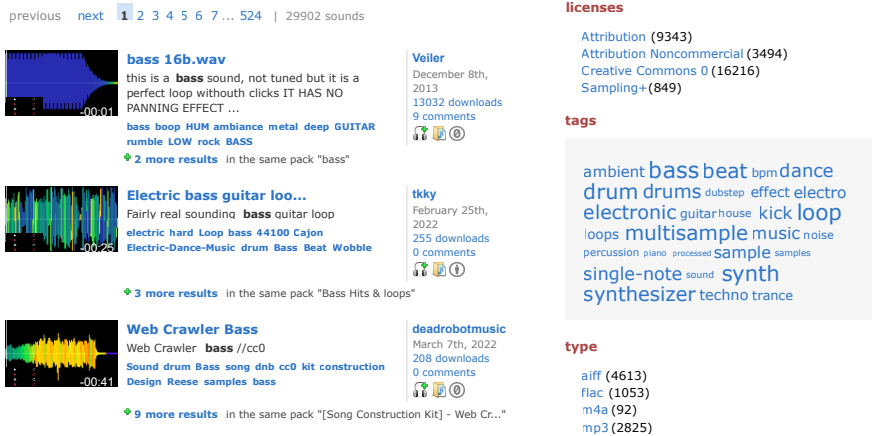 previous next 1 2 3 4 5 6 7 ... 524 | 29902 sounds
bass 16b.wav
this is a bass sound, not tuned but it is a
perfect loop withouth clicks IT HAS NO
PANNING EFFECT ...
bass boop HUM ambiance metal deep GUITAR
rumble LOW rock BASS
2 more results in the same pack "bass"
-00:01
Veiler
December 8th,
2013
13032 downloads
9 comments
Electric bass guitar loo...
Fairly real sounding bass guitar loop
electric hard Loop bass 44100 Cajon
Electric-Dance-Music drum Bass Beat Wobble
3 more results in the same pack "Bass Hits & loops"
-00:25
tkky
February 25th,
2022
255 downloads
0 comments
Web Crawler Bass
Web Crawler bass //cc0
Sound drum Bass song dnb cc0 kit construction
Design Reese samples bass
9 more results in the same pack "[Song Construction Kit] - Web Cr..."
-00:41
deadrobotmusic
March 7th, 2022
208 downloads
0 comments
licenses
Attribution (9343)
Attribution Noncommercial (3494)
Creative Commons 0 (16216)
Sampling+ (849)
tags
ambient bass beat bpm dance
drum drums dubstep effect electro
electronic guitar house kick loop
loops multisample music noise
percussion piano processed sample samples
single-note sound synth
synthesizer techno trance
type
aiff (4613)
flac (1053)
m4a (92)
mp3 (2825)